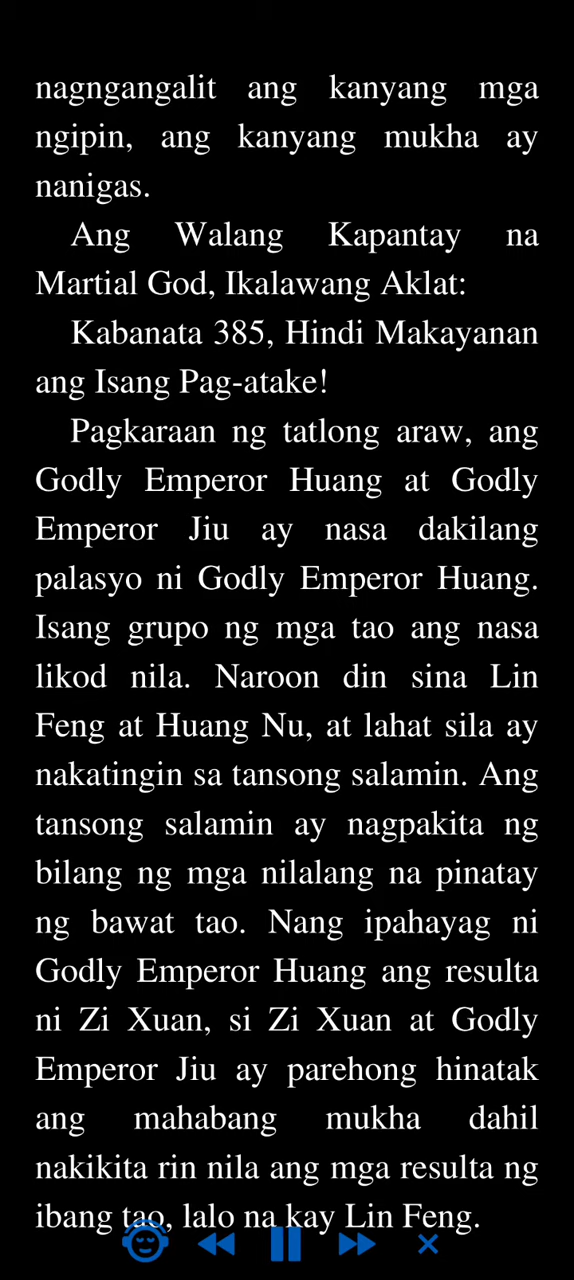 nagngangalit ang kanyang mga
ngipin, ang kanyang mukha ay
nanigas.
Ang Walang Kapantay na
Martial God, Ikalawang Aklat:
Kabanata 385, Hindi Makayanan
ang Isang Pag-atake!
Pagkaraan ng tatlong araw, ang
Godly Emperor Huang at Godly
Emperor Jiu ay nasa dakilang
palasyo ni Godly Emperor Huang.
Isang grupo ng mga tao ang nasa
likod nila. Naroon din sina Lin
Feng at Huang Nu, at lahat sila ay
nakatingin sa tansong salamin. Ang
tansong salamin ay nagpakita ng
bilang ng mga nilalang na pinatay
ng bawat tao. Nang ipahayag ni
Godly Emperor Huang ang resulta
ni Zi Xuan, si Zi Xuan at Godly
Emperor Jiu ay parehong hinatak
ang mahabang mukha dahil
nakikita rin nila ang mga resulta ng
ibang tao, lalo na kay Lin Feng.